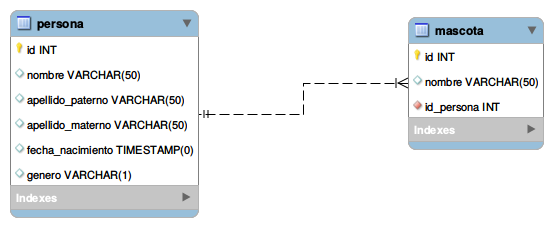 persona
id INT
nombre VARCHAR(50)
apellido_paterno VARCHAR(50)
apellido_materno VARCHAR(50)
fecha_nacimiento TIMESTAMP(0)
genero VARCHAR(1)
Indexes
mascota
id INT
nombre VARCHAR(50)
id_persona INT
Indexes